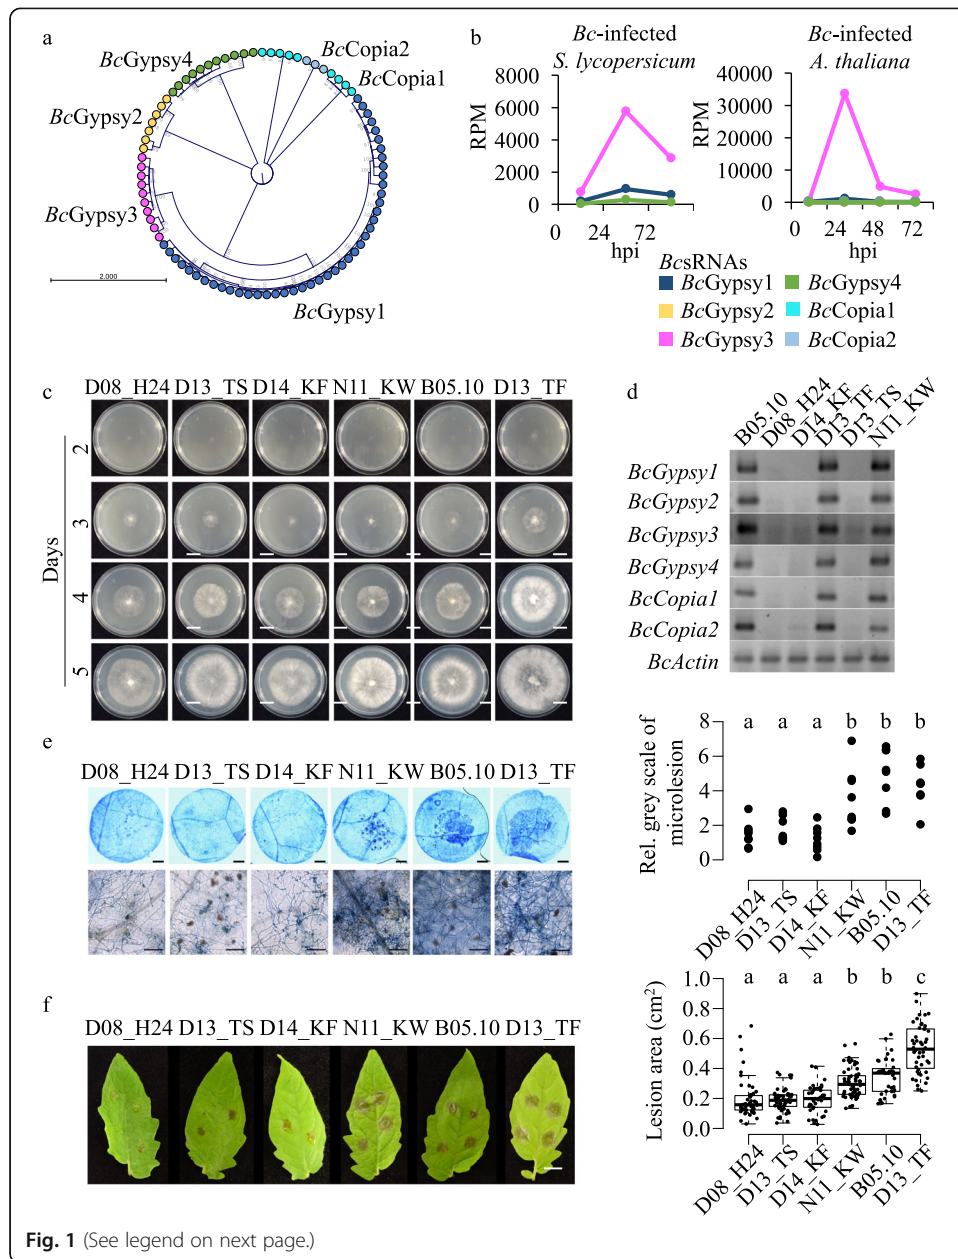 a
BcGypsy4
BcCopia2
BcCopia1
BcGypsy2
BcGypsy3
BcGypsy1
2.000
b
Bc-infected
S. lycopersicum
8000
6000
4000
2000
0
RPM
0 24 72
hpi
Bc-infected
A. thaliana
40000
30000
20000
10000
0
RPM
0 24 48 72
hpi
BcsRNAs
BcGypsy1
BcGypsy2
BcGypsy3
BcGypsy4
BcCopia1
BcCopia2
c
D08_H24 D13_TS D14_KF N11_KW B05.10 D13_TF
Days
2
3
4
5
d
B05.10
D08_H24
D14_KF
D13_TF
D13_TS
N11_KW
BcGypsy1
BcGypsy2
BcGypsy3
BcGypsy4
BcCopia1
BcCopia2
BcActin
e
D08_H24 D13_TS D14_KF N11_KW B05.10 D13_TF
Rel. grey scale of
microlesion
8
6
4
2
0
a a a b b b
D08_H24
D13_TS
D14_KF
N11_KW
B05.10
D13_TF
f
D08_H24 D13_TS D14_KF N11_KW B05.10 D13_TF
Lesion area (cm²)
1.0
0.8
0.6
0.4
0.2
0.0
a a a b b c
D08_H24
D13_TS
D14_KF
N11_KW
B05.10
D13_TF
Fig. 1 (See legend on next page.)